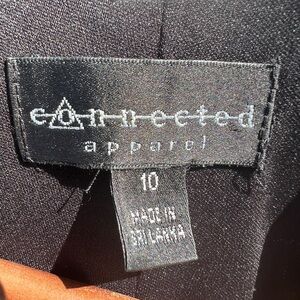 connected
apparel
10
MADE IN
SRI LANKA